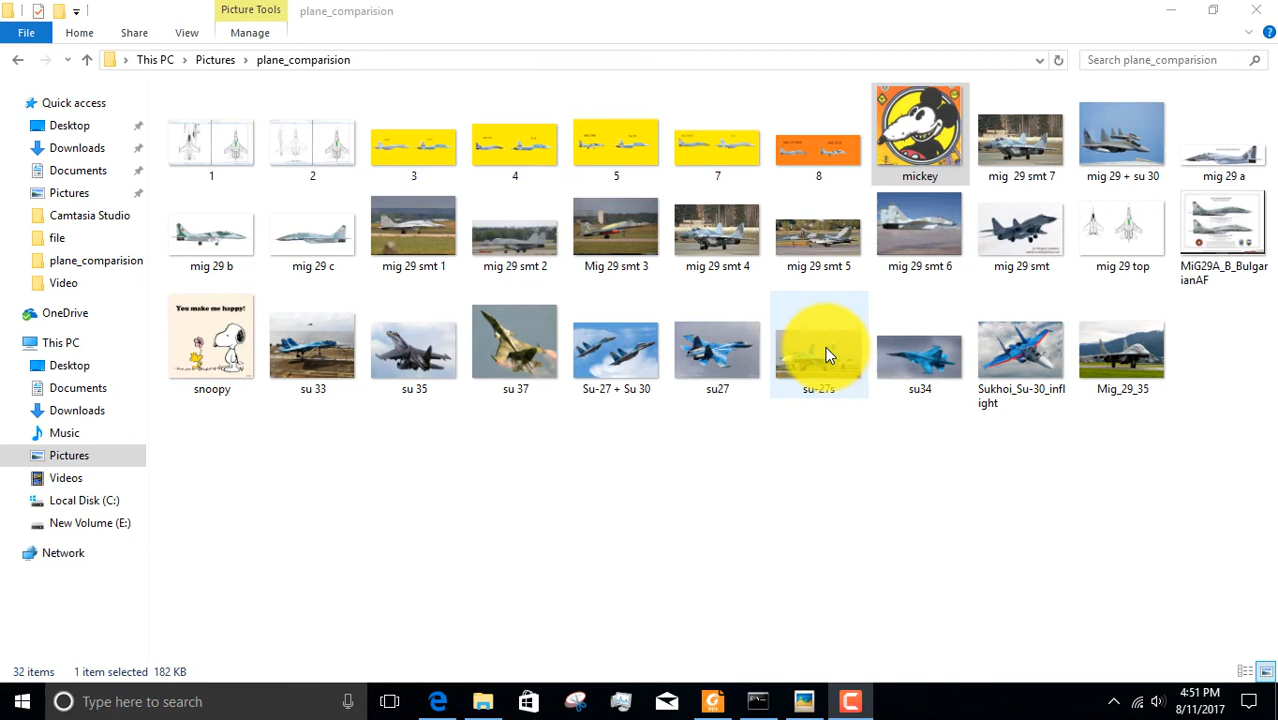 Picture Tools
plane_comparision
File
Home
Share
View
Manage
This PC
Pictures
plane_comparision
Search plane_comparision
Quick access
Desktop
Downloads
Documents
Pictures
Camtasia Studio
file
plane_comparision
Video
OneDrive
This PC
Desktop
Documents
Downloads
Music
Pictures
Videos
Local Disk (C:)
New Volume (E:)
Network
1
2
3
4
5
7
8
mickey
mig 29 smt 7
mig 29 + su 30
mig 29 a
mig 29 b
mig 29 c
mig 29 smt 1
mig 29 smt 2
Mig 29 smt 3
mig 29 smt 4
mig 29 smt 5
mig 29 smt 6
mig 29 smt
mig 29 top
MiG29A_B_Bulgar
ianAF
You make me happy!
snoopy
su 33
su 35
su 37
Su-27 + Su 30
su27
su-27s
su34
Sukhoi_Su-30_infl
ight
Mig_29_35
32 items
1 item selected 182 KB
Type here to search
4:51 PM
8/11/2017